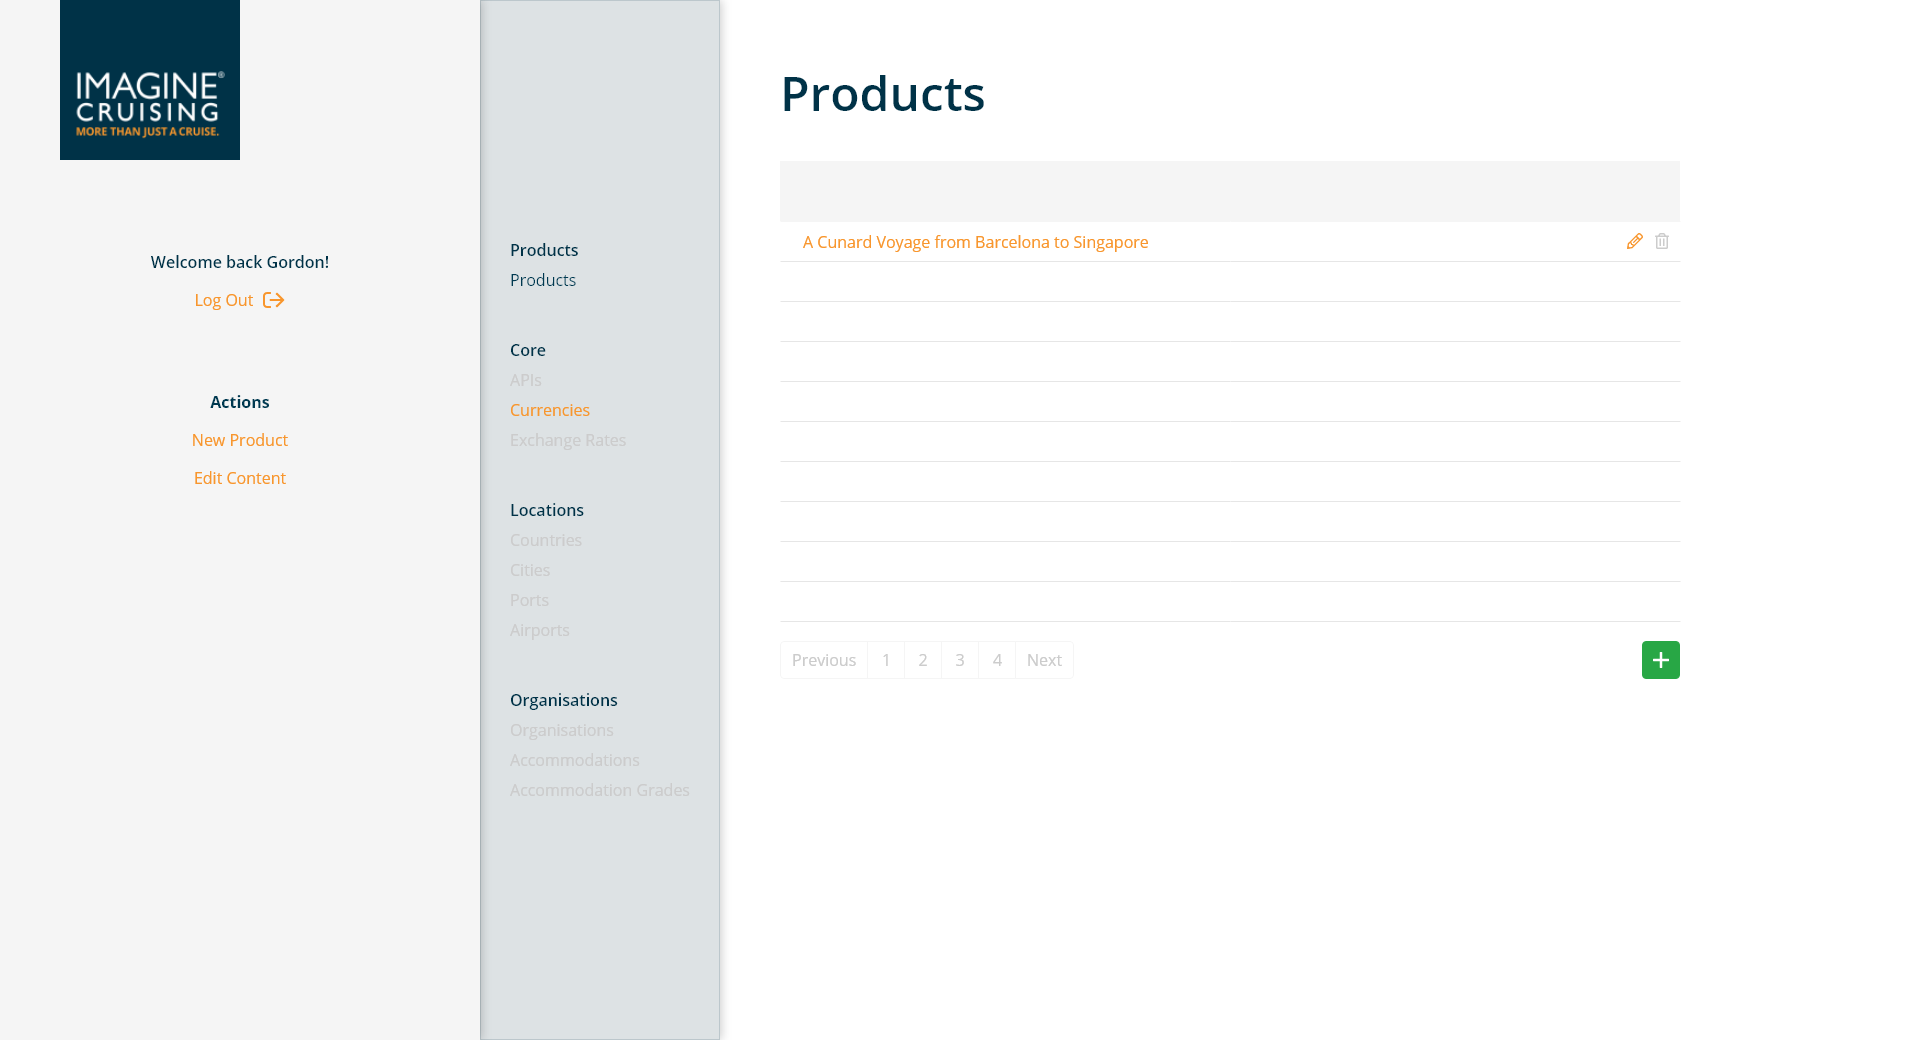 IMAGINE®
CRUISING
MORE THAN JUST A CRUISE.
Welcome back Gordon!
Log Out
Actions
New Product
Edit Content
Products
Products
Core
APIs
Currencies
Exchange Rates
Locations
Countries
Cities
Ports
Airports
Organisations
Organisations
Accommodations
Accommodation Grades
Products
A Cunard Voyage from Barcelona to Singapore
Previous 1 2 3 4 Next